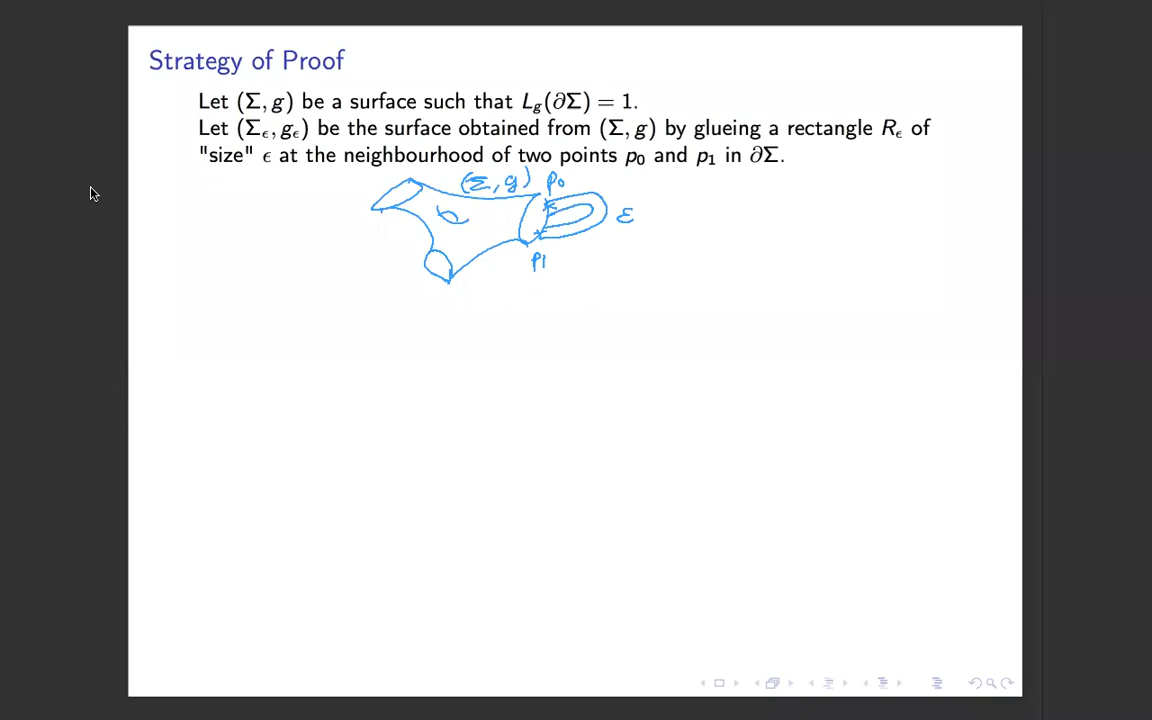 Strategy of Proof
Let (Σ, g) be a surface such that L_g(∂Σ) = 1.
Let (Σ_ϵ, g_ϵ) be the surface obtained from (Σ, g) by glueing a rectangle R_ϵ of
"size" ϵ at the neighbourhood of two points p₀ and p₁ in ∂Σ.
(Σ, g) p₀
ε
p₁